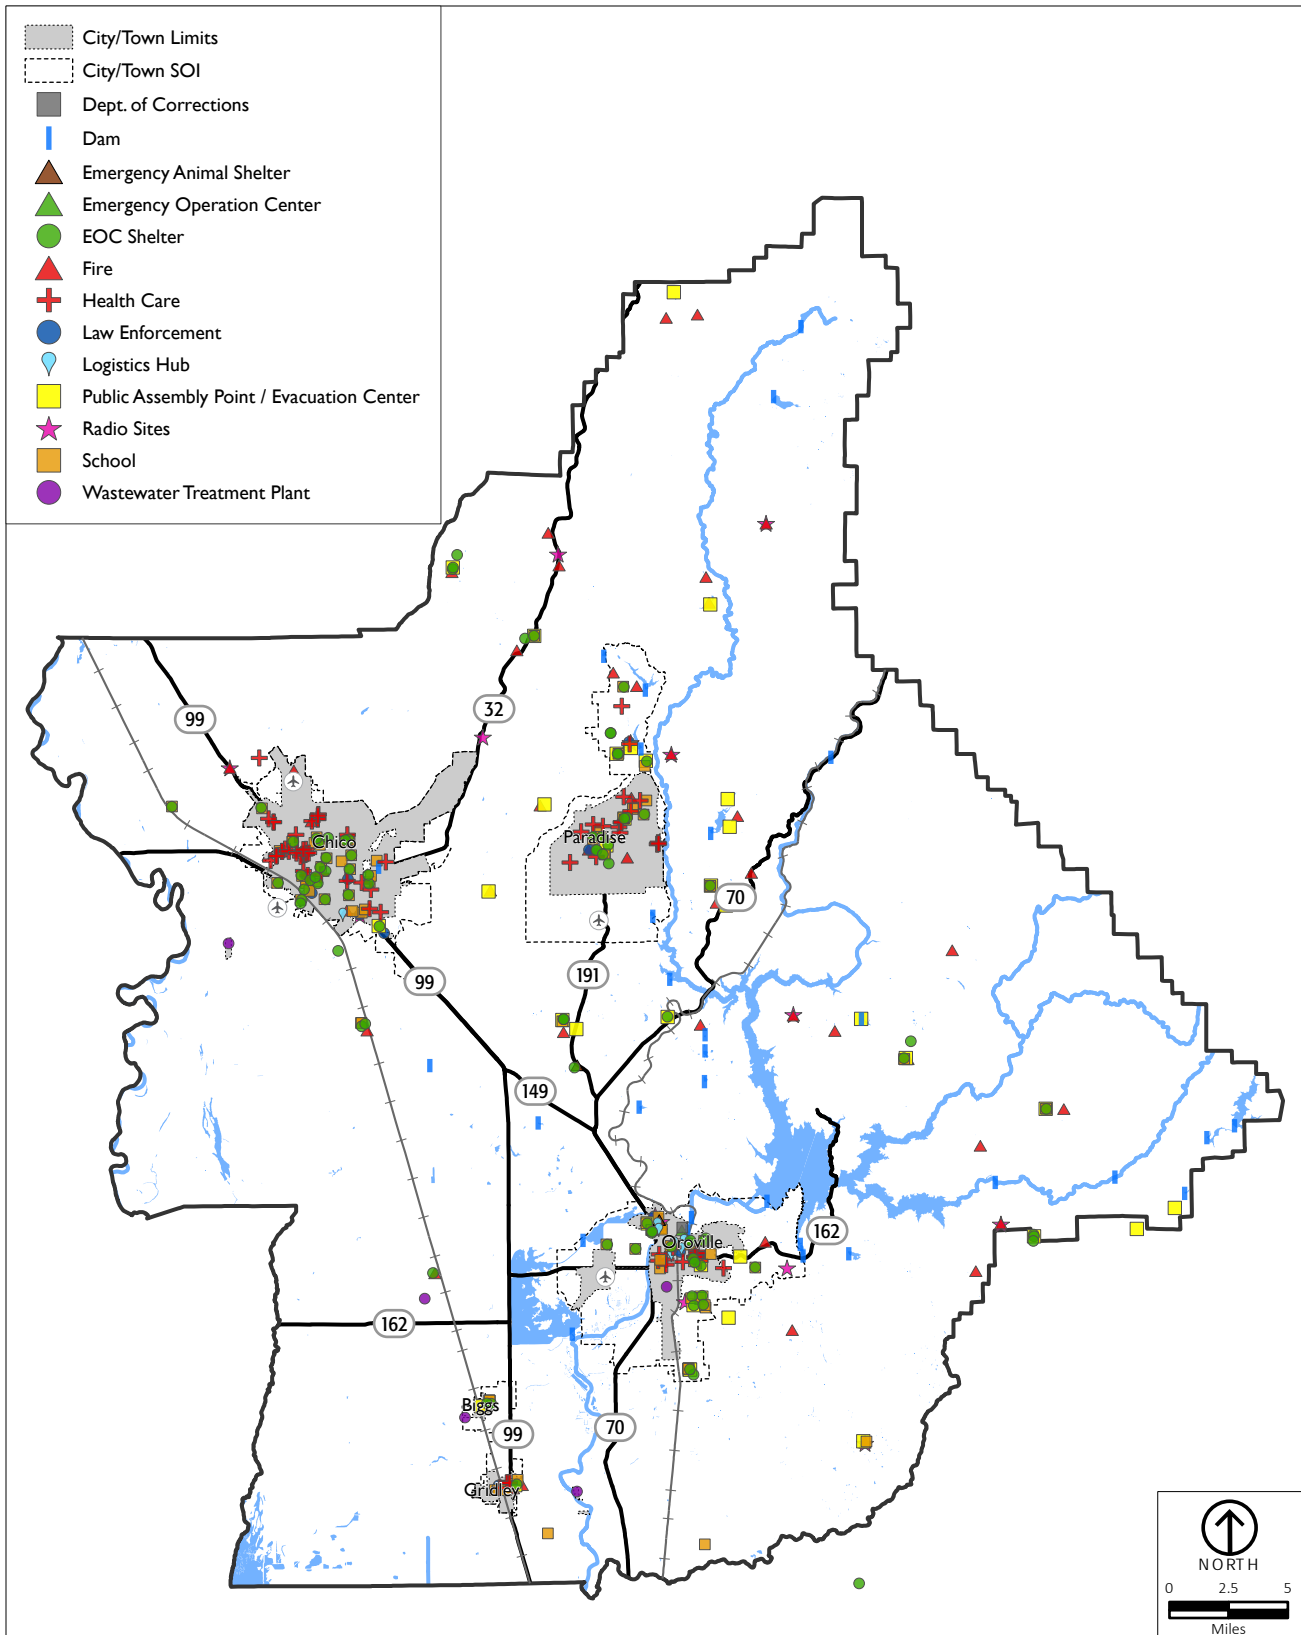 City/Town Limits
City/Town SOI
Dept. of Corrections
Dam
Emergency Animal Shelter
Emergency Operation Center
EOC Shelter
Fire
Health Care
Law Enforcement
Logistics Hub
Public Assembly Point / Evacuation Center
Radio Sites
School
Wastewater Treatment Plant
99
32
Chico
Paradise
70
99
191
149
162
Oroville
162
Biggs
99
70
Gridley
NORTH
0 2.5 5
Miles